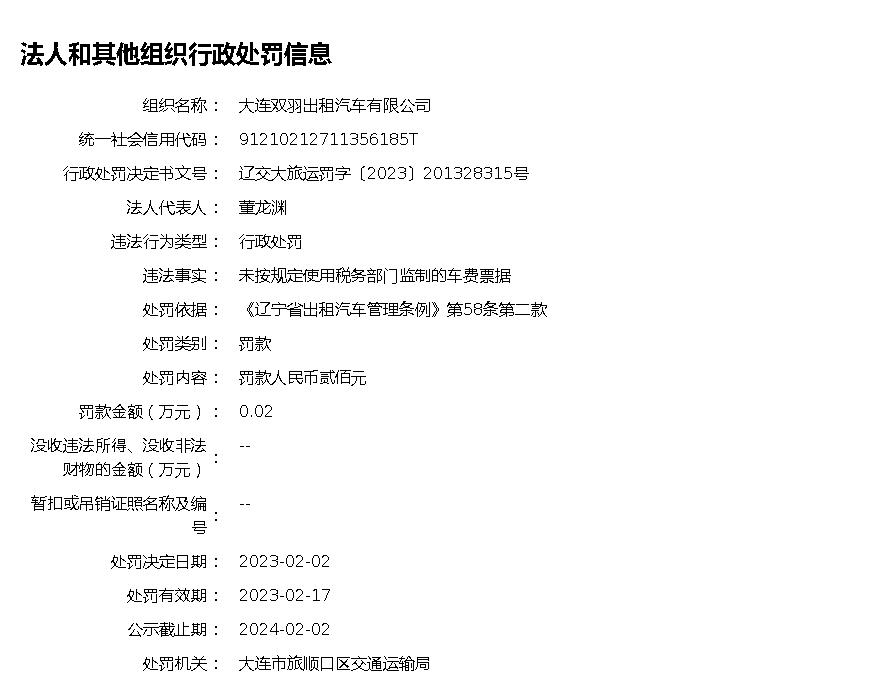 法人和其他组织行政处罚信息
组织名称： 大连双羽出租汽车有限公司
统一社会信用代码： 91210212711356185T
行政处罚决定书文号： 辽交大旅运罚字〔2023〕201328315号
法人代表人： 董龙渊
违法行为类型： 行政处罚
违法事实： 未按规定使用税务部门监制的车费票据
处罚依据： 《辽宁省出租汽车管理条例》第58条第二款
处罚类别： 罚款
处罚内容： 罚款人民币贰佰元
罚款金额（万元）： 0.02
没收违法所得、没收非法 --
财物的金额（万元）：
暂扣或吊销证照名称及编 --
号：
处罚决定日期： 2023-02-02
处罚有效期： 2023-02-17
公示截止期： 2024-02-02
处罚机关： 大连市旅顺口区交通运输局